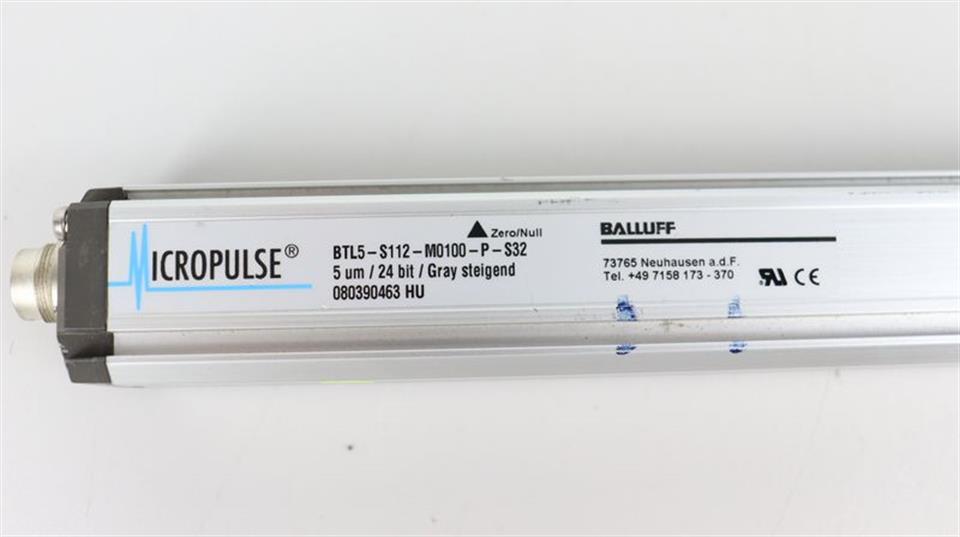 MICROPULSE®
▲ Zero/Null
BTL5-S112-M0100-P-S32
5 um / 24 bit / Gray steigend
080390463 HU
BALLUFF
73765 Neuhausen a.d.F.
Tel. +49 7158 173 - 370
RU CE